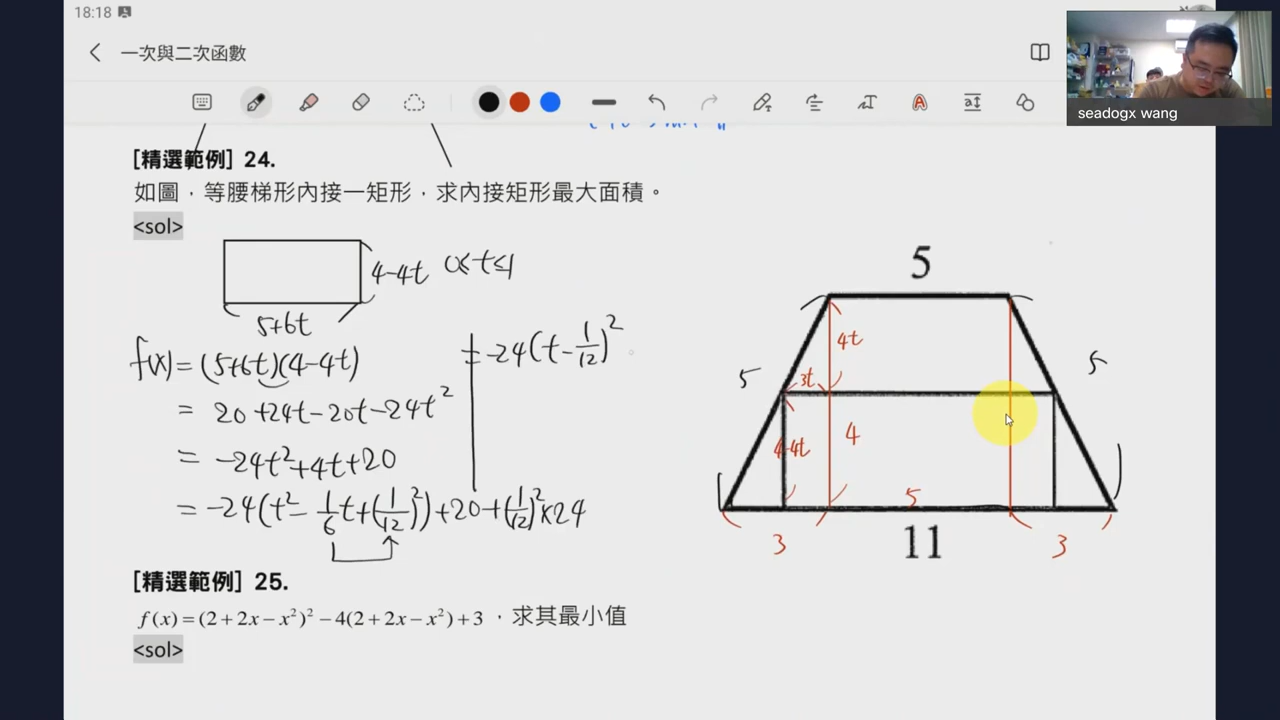 18:18
一次與二次函數
seadogx wang
[精選範例] 24.
如圖，等腰梯形內接一矩形，求內接矩形最大面積。
<sol>
4-4t 0≤t≤1
5+6t
f(x)=(5+6t)(4-4t)
= 20+24t-20t-24t²
= -24t²+4t+20
= -24(t²-1/6t+(1/12)²)+20+(1/12)²×24
= -24(t-1/12)²
5
4t
5
5
3t
4-4t
4
5
3
11
3
[精選範例] 25.
f(x)=(2+2x-x²)²-4(2+2x-x²)+3，求其最小值
<sol>